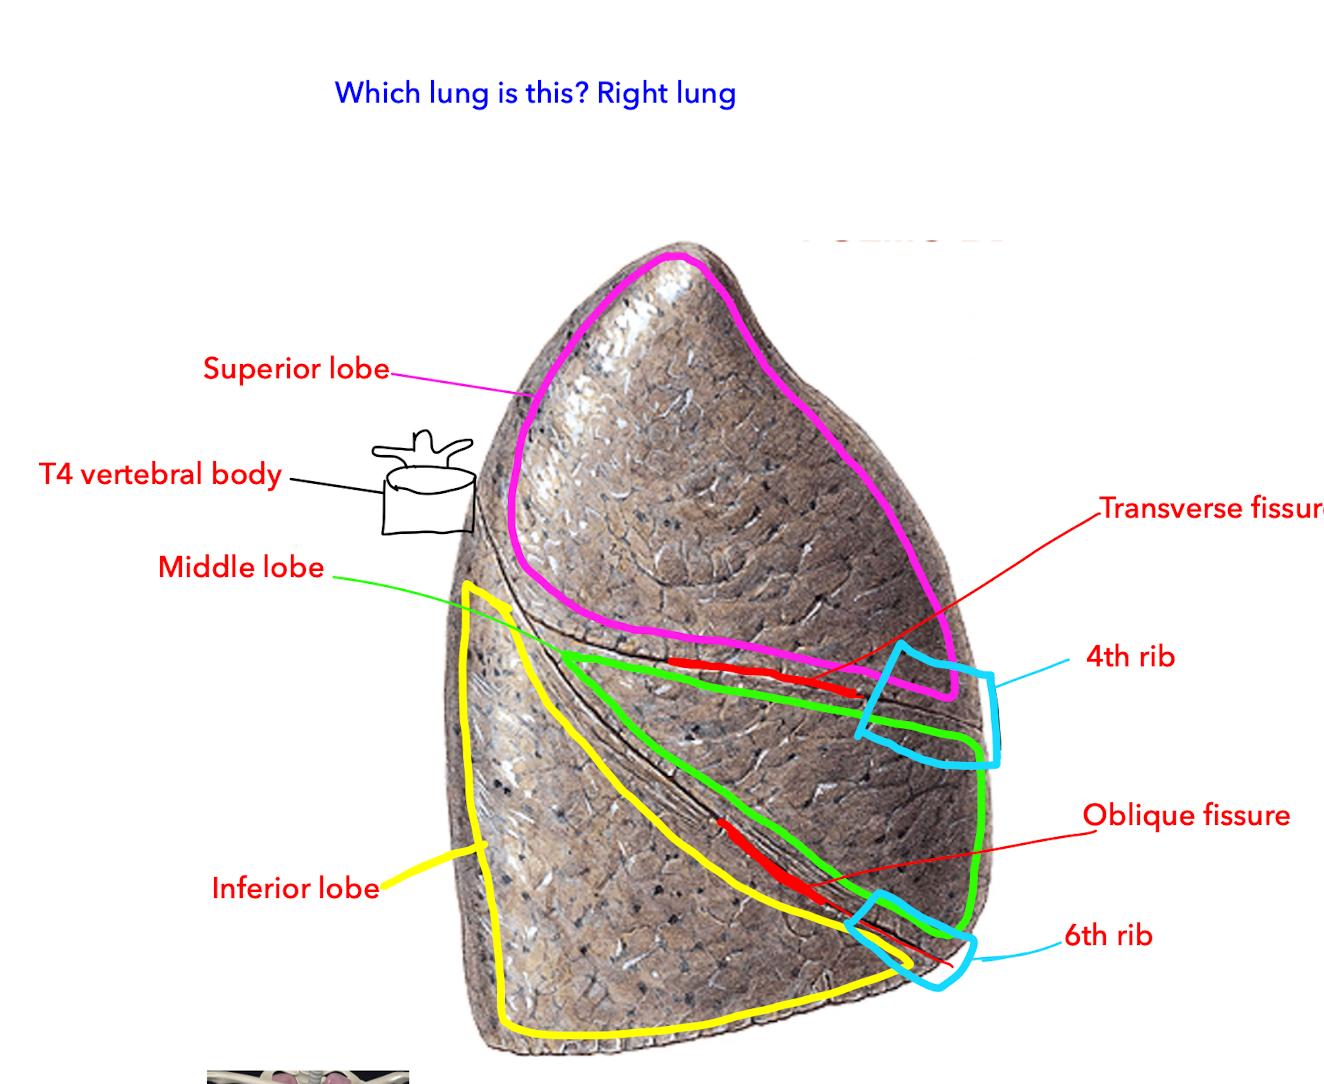 Which lung is this? Right lung
Superior lobe
T4 vertebral body
Transverse fissur
Middle lobe
4th rib
Oblique fissure
Inferior lobe
6th rib